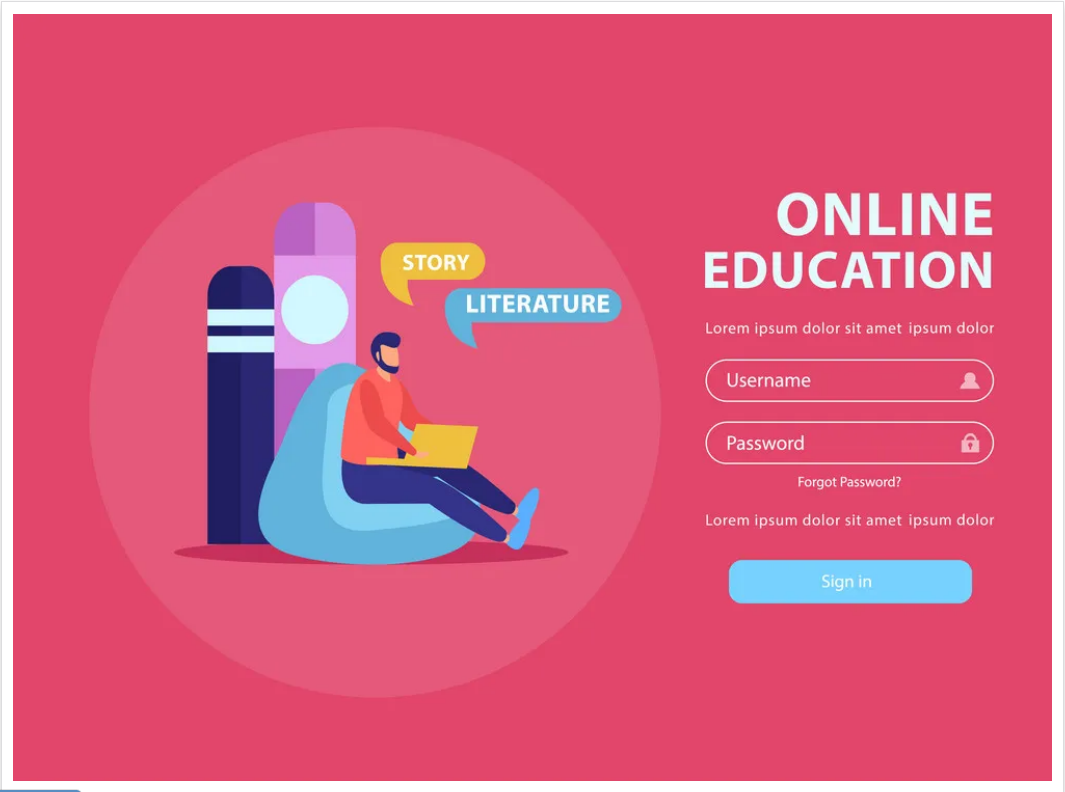 STORY
LITERATURE
ONLINE
EDUCATION
Lorem ipsum dolor sit amet ipsum dolor
Username
Password
Forgot Password?
Lorem ipsum dolor sit amet ipsum dolor
Sign in